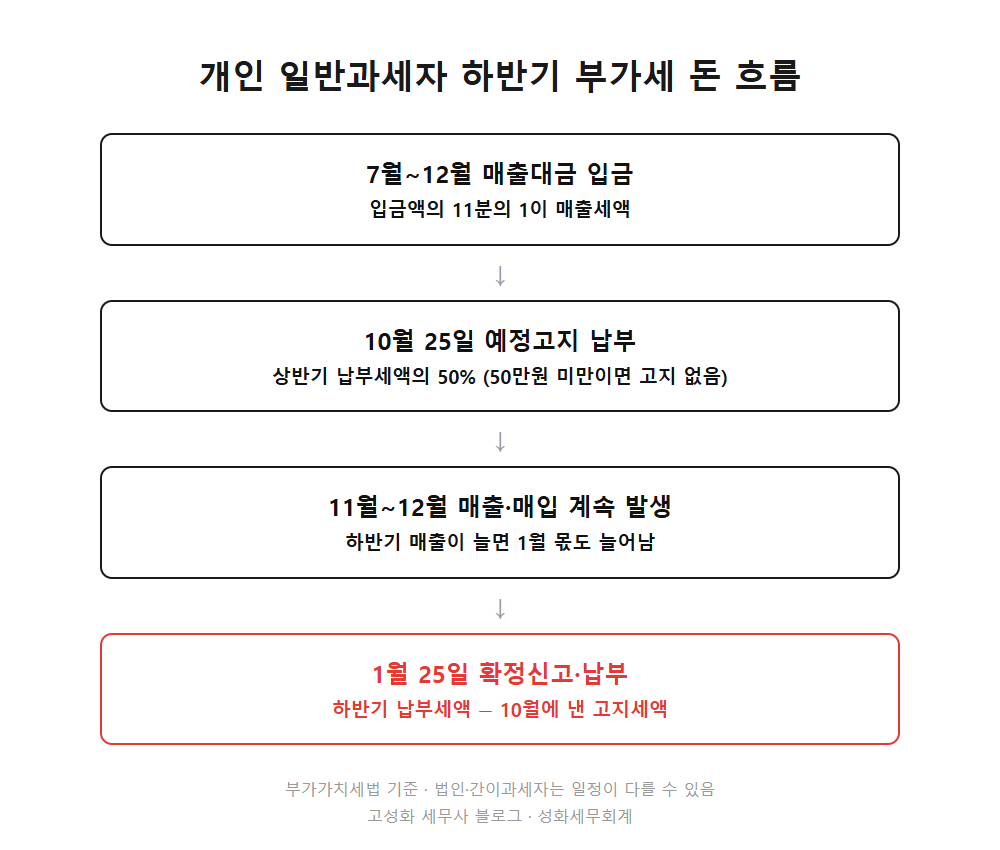 개인 일반과세자 하반기 부가세 돈 흐름
7월~12월 매출대금 입금
입금액의 11분의 1이 매출세액
↓
10월 25일 예정고지 납부
상반기 납부세액의 50% (50만원 미만이면 고지 없음)
↓
11월~12월 매출·매입 계속 발생
하반기 매출이 늘면 1월 몫도 늘어남
↓
1월 25일 확정신고·납부
하반기 납부세액 — 10월에 낸 고지세액
부가가치세법 기준 · 법인·간이과세자는 일정이 다를 수 있음
고성화 세무사 블로그 · 성화세무회계